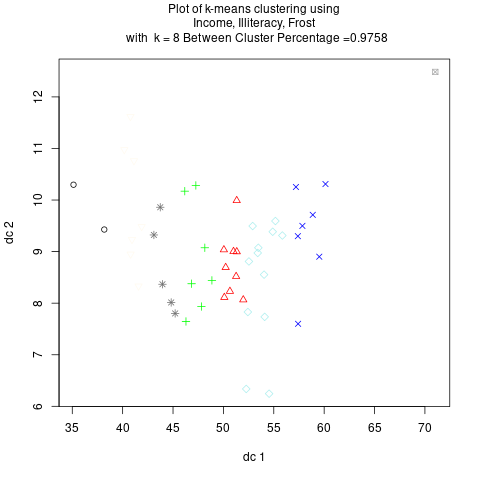 Plot of k-means clustering using
Income, Illiteracy, Frost
with  k = 8 Between Cluster Percentage =0.9758
12
11
10
9
8
7
6
dc 2
35 40 45 50 55 60 65 70
dc 1